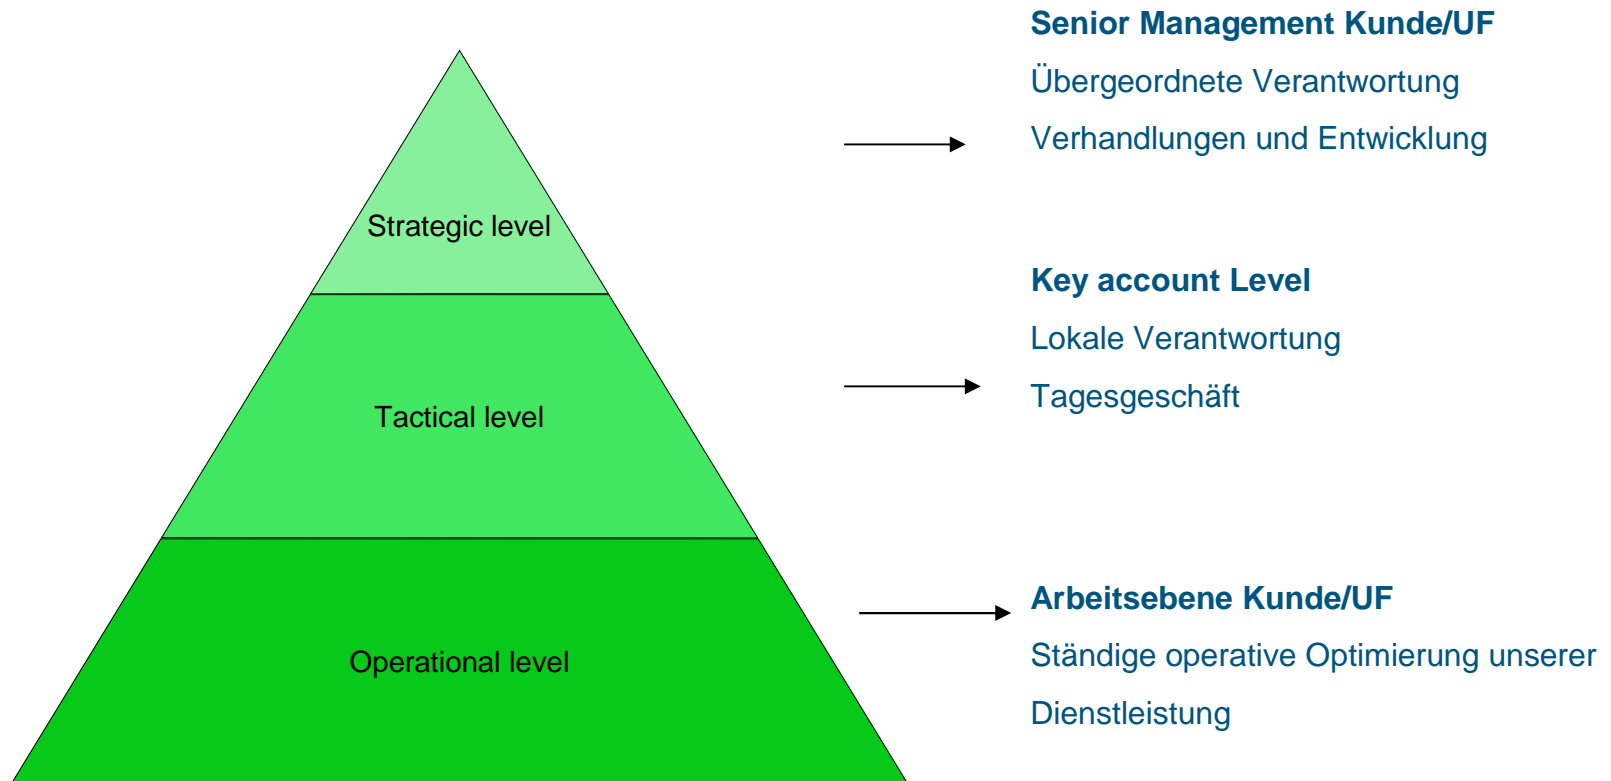 Senior Management Kunde/UF
Übergeordnete Verantwortung
Verhandlungen und Entwicklung
Strategic level
Key account Level
Lokale Verantwortung
Tagesgeschäft
Tactical level
Arbeitsebene Kunde/UF
Ständige operative Optimierung unserer
Dienstleistung
Operational level